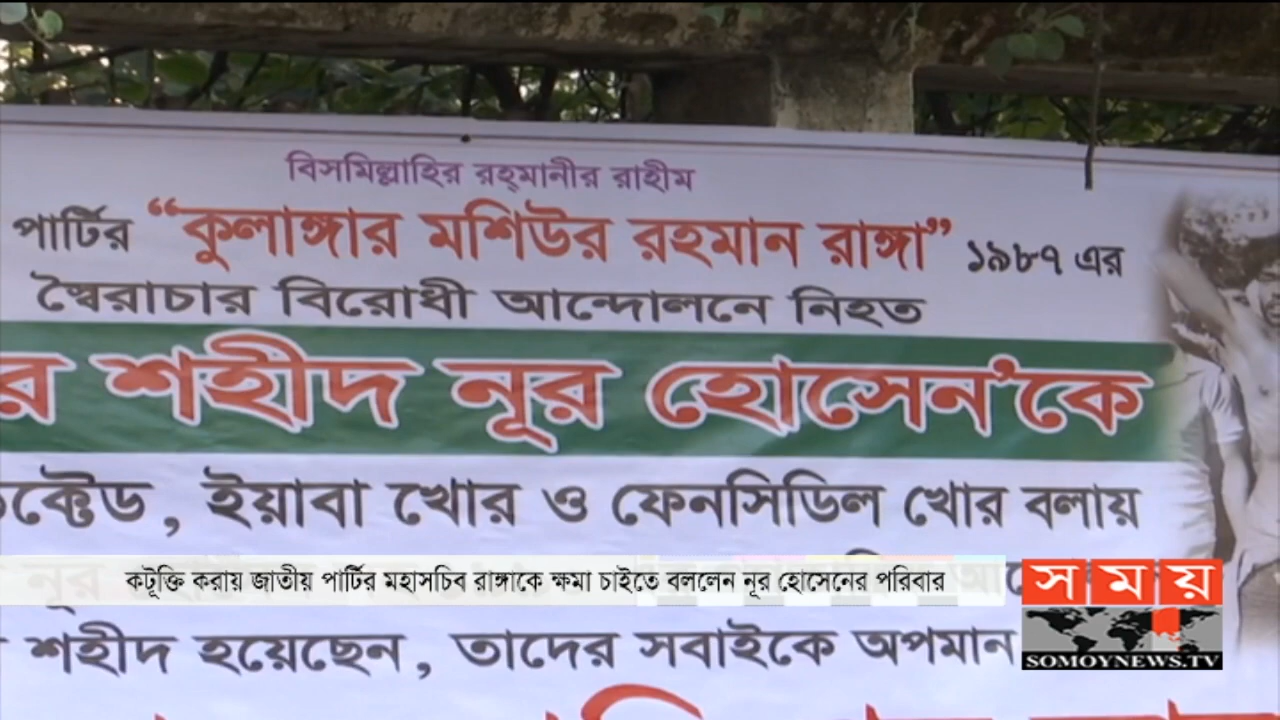 বিসমিল্লাহির রহ্‌মানীর রাহীম
পার্টির “কুলাঙ্গার মশিউর রহমান রাঙ্গা” ১৯৮৭ এর
স্বৈরাচার বিরোধী আন্দোলনে নিহত
র শহীদ নূর হোসেন’কে
ক্টেড, ইয়াবা খোর ও ফেনসিডিল খোর বলায়
কটূক্তি করায় জাতীয় পার্টির মহাসচিব রাঙ্গাকে ক্ষমা চাইতে বললেন নূর হোসেনের পরিবার
সময়
SOMOYNEWS.TV
শহীদ হয়েছেন, তাদের সবাইকে অপমান